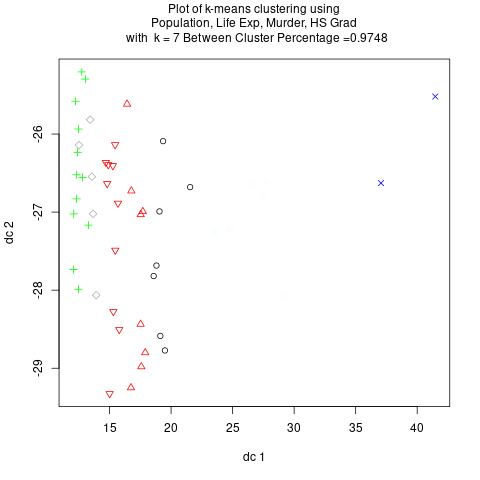 Plot of k-means clustering using
Population, Life Exp, Murder, HS Grad
with k = 7 Between Cluster Percentage =0.9748
-26
-27
-28
-29
dc 2
15
20
25
30
35
40
dc 1